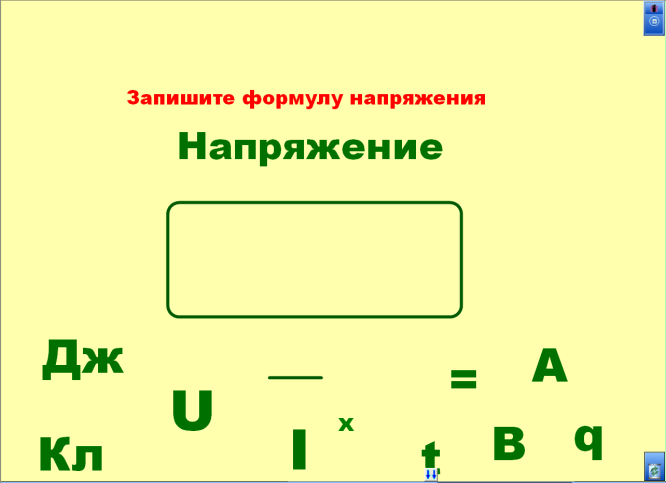 Запишите формулу напряжения
Напряжение
Дж
=
А
U
x
I
t
В
q
Кл